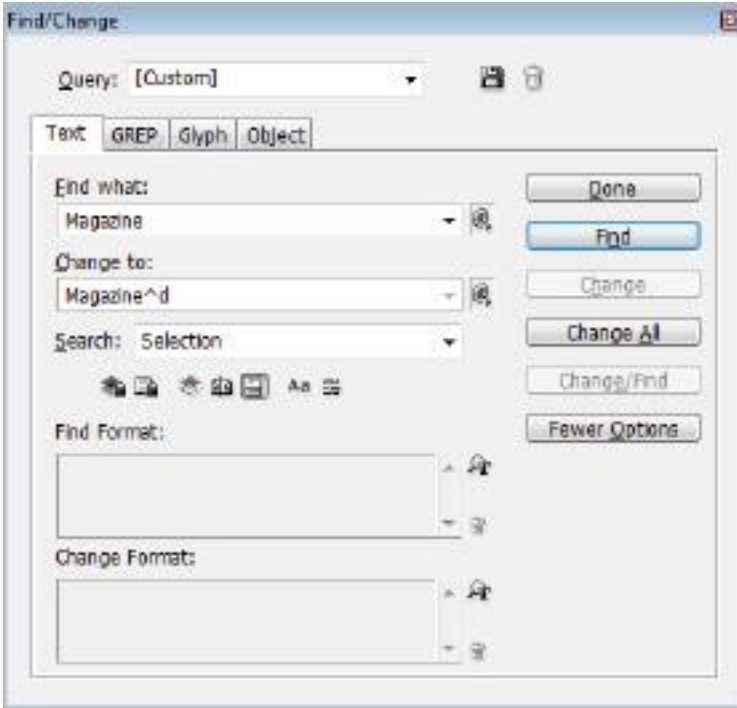 Find/Change
Query: [Custom]
Text GREP Glyph Object
Find what:
Magazine
Change to:
Magazine^d
Search: Selection
Aa
Find Format:
Change Format:
Done
Find
Change
Change All
Change/Find
Fewer Options